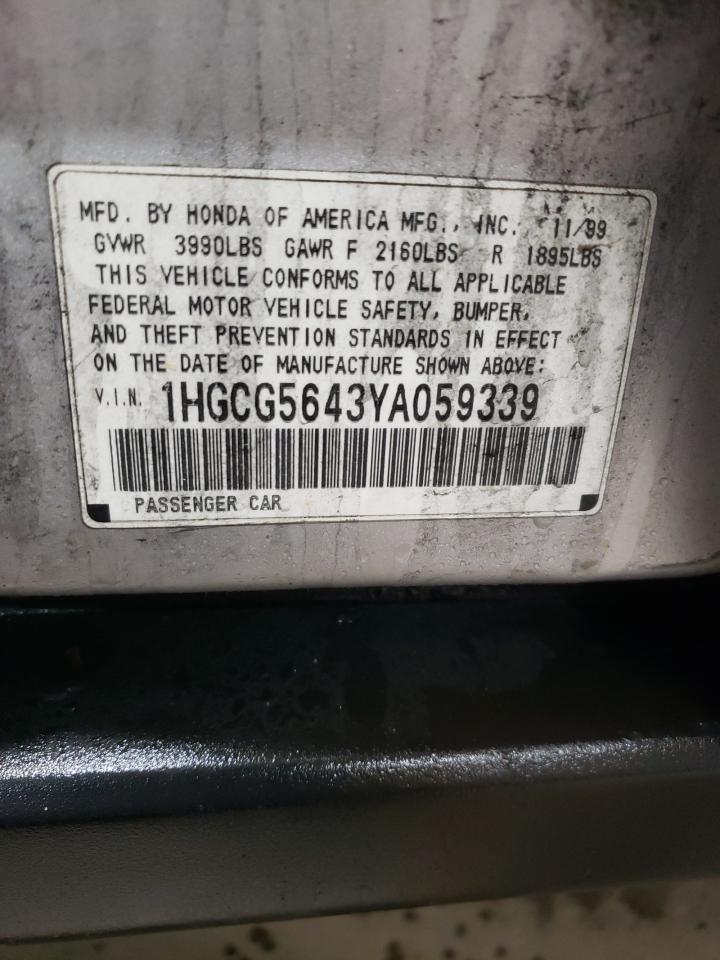 MFD. BY HONDA OF AMERICA MFG., INC. 11/99
GVWR 3990LBS GAWR F 2160LBS R 1895LBS
THIS VEHICLE CONFORMS TO ALL APPLICABLE
FEDERAL MOTOR VEHICLE SAFETY, BUMPER,
AND THEFT PREVENTION STANDARDS IN EFFECT
ON THE DATE OF MANUFACTURE SHOWN ABOVE:
V.I.N. 1HGCG5643YA059339
PASSENGER CAR